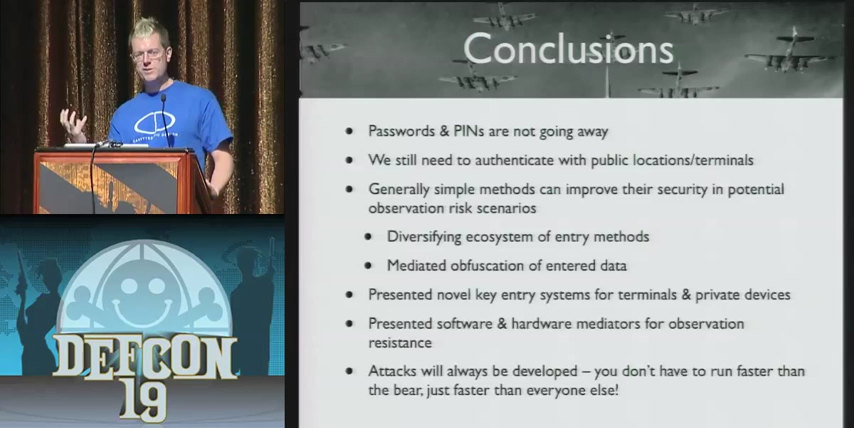 Conclusions
• Passwords & PINs are not going away
• We still need to authenticate with public locations/terminals
• Generally simple methods can improve their security in potential
observation risk scenarios
• Diversifying ecosystem of entry methods
• Mediated obfuscation of entered data
• Presented novel key entry systems for terminals & private devices
• Presented software & hardware mediators for observation
resistance
• Attacks will always be developed – you don't have to run faster than
the bear, just faster than everyone else!
DEFCON
19